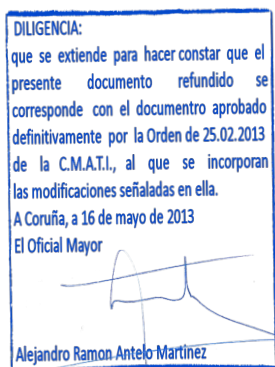 DILIGENCIA:
que se extiende para hacer constar que el
presente documento refundido se
corresponde con el documentro aprobado
definitivamente por la Orden de 25.02.2013
de la C.M.A.T.I., al que se incorporan
las modificaciones señaladas en ella.
A Coruña, a 16 de mayo de 2013
El Oficial Mayor
Alejandro Ramon Antelo Martinez